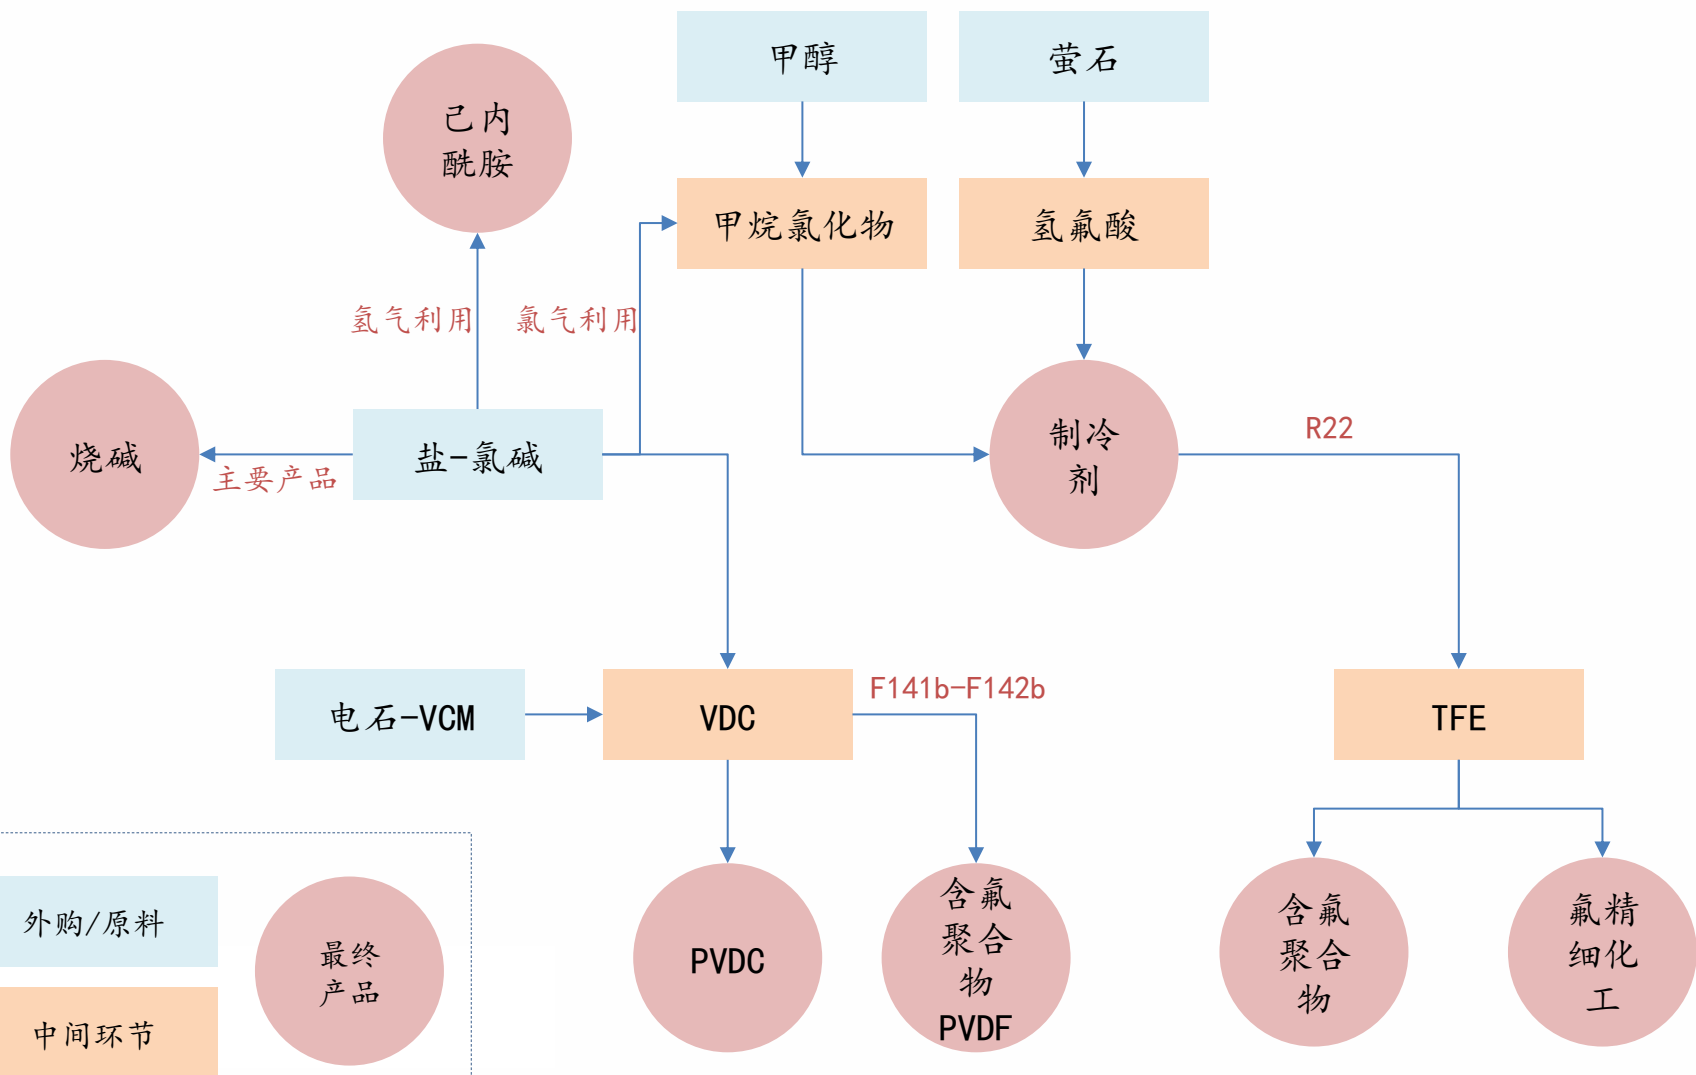 甲醇
萤石
己内
酰胺
甲烷氯化物
氢氟酸
氢气利用
氯气利用
烧碱
主要产品
盐-氯碱
制冷
剂
R22
电石-VCM
VDC
F141b-F142b
TFE
PVDC
含氟
聚合
物
PVDF
含氟
聚合
物
氟精
细化
工
外购/原料
最终
产品
中间环节